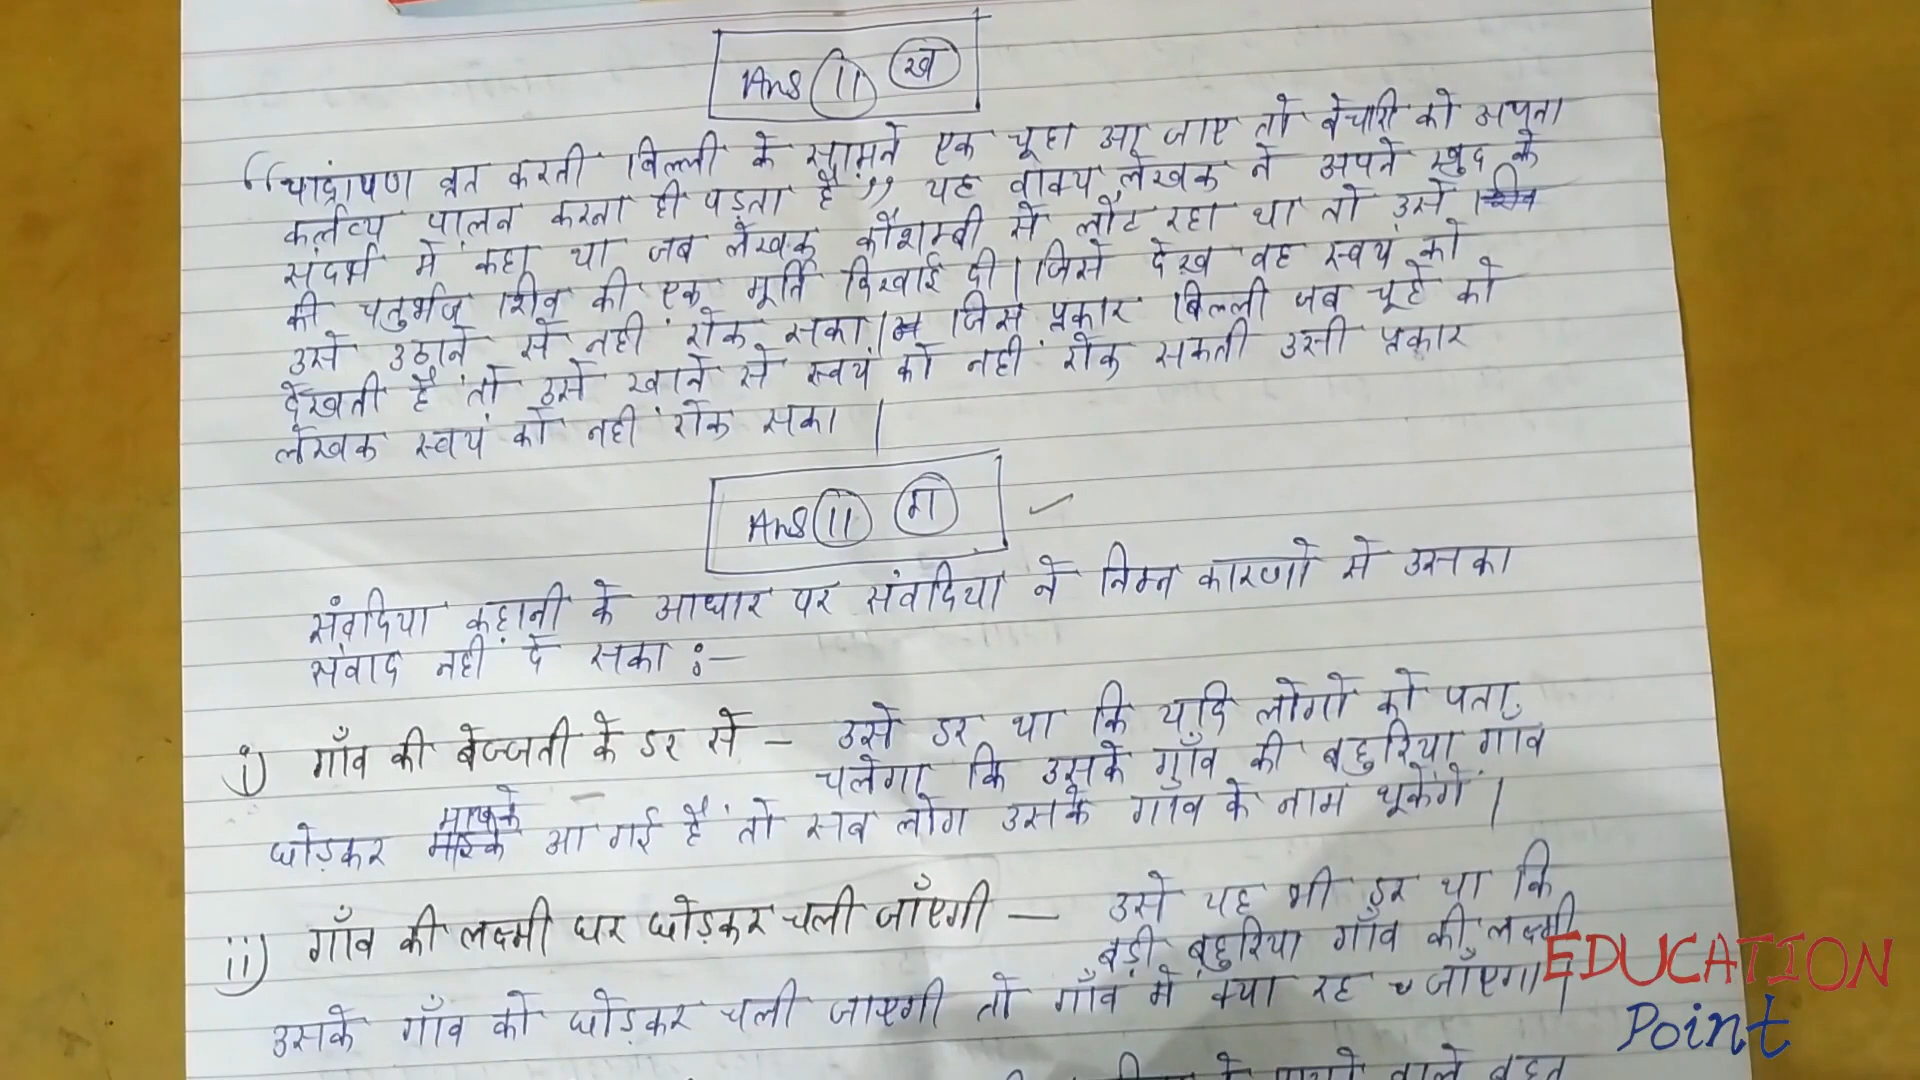 Ans 11 ख
“चांद्रायण व्रत करती बिल्ली के सामने एक चूहा आ जाए तो बेचारी को अपना
कर्तव्य पालन करना ही पड़ता है” यह वाक्य लेखक ने अपने खुद के
संदर्भ में कहा था जब लेखक कौशम्बी से लौट रहा था तो उसे
की चतुर्भज शिव की एक मूर्ति दिखाई दी। जिसे देख वह स्वयं को
उसे उठाने से नहीं रोक सका। जिस प्रकार बिल्ली जब चूहे को
देखती है तो उसे खाने से स्वयं को नहीं रोक सकती उसी प्रकार
लेखक स्वयं को नहीं रोक सका।
Ans 11 ग
संवदिया कहानी के आधार पर संवदिया ने निम्न कारणों से उसका
संवाद नहीं दे सका :-
i) गाँव की बेज्जती के डर से - उसे डर था कि यदि लोगों को पता
चलेगा कि उसके गाँव की बहुरिया गाव
छोड़कर मायके आ गई है तो सब लोग उसके गाँव के नाम थूकेंगे।
ii) गाँव की लक्ष्मी घर छोड़कर चली जाँएगी - उसे यह भी डर था कि
बड़ी बहुरिया गाँव की लक्ष्मी
उसके गाँव को छोड़कर चली जाएगी तो गाँव में क्या रह जाँएगा।
वाले बहुत
EDUCATION
Point